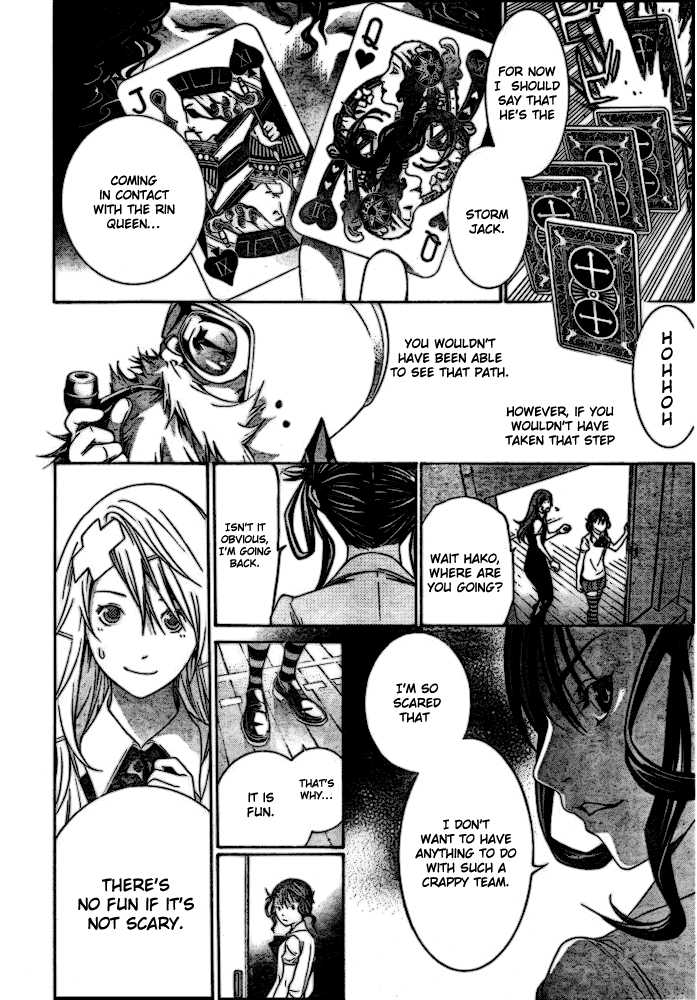 FOR NOW
I SHOULD
SAY THAT
HE'S THE
STORM
JACK.
Q
Q
J
XI
IX
COMING
IN CONTACT
WITH THE RIN
QUEEN...
HOHHOH
YOU WOULDN'T
HAVE BEEN ABLE
TO SEE THAT PATH.
HOWEVER, IF YOU
WOULDN'T HAVE
TAKEN THAT STEP
WAIT HAKO,
WHERE ARE
YOU GOING?
ISN'T IT
OBVIOUS,
I'M GOING
BACK.
I'M SO
SCARED
THAT
I DON'T
WANT TO HAVE
ANYTHING TO DO
WITH SUCH A
CRAPPY TEAM.
THAT'S
WHY...
IT IS
FUN.
THERE'S
NO FUN IF IT'S
NOT SCARY.